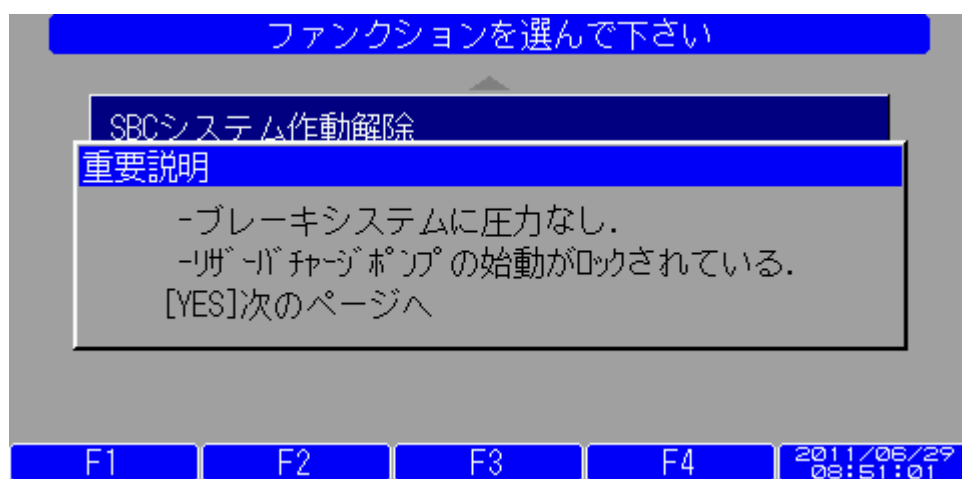 ファンクションを選んで下さい
SBCシステム作動解除
重要説明
-ブレーキシステムに圧力なし.
-ﾘｻﾞｰﾊﾞﾁｬｰｼﾞﾎﾟﾝﾌﾟの始動がﾛｯｸされている.
[YES]次のページへ
F1 F2 F3 F4 2011/06/29
08:51:01